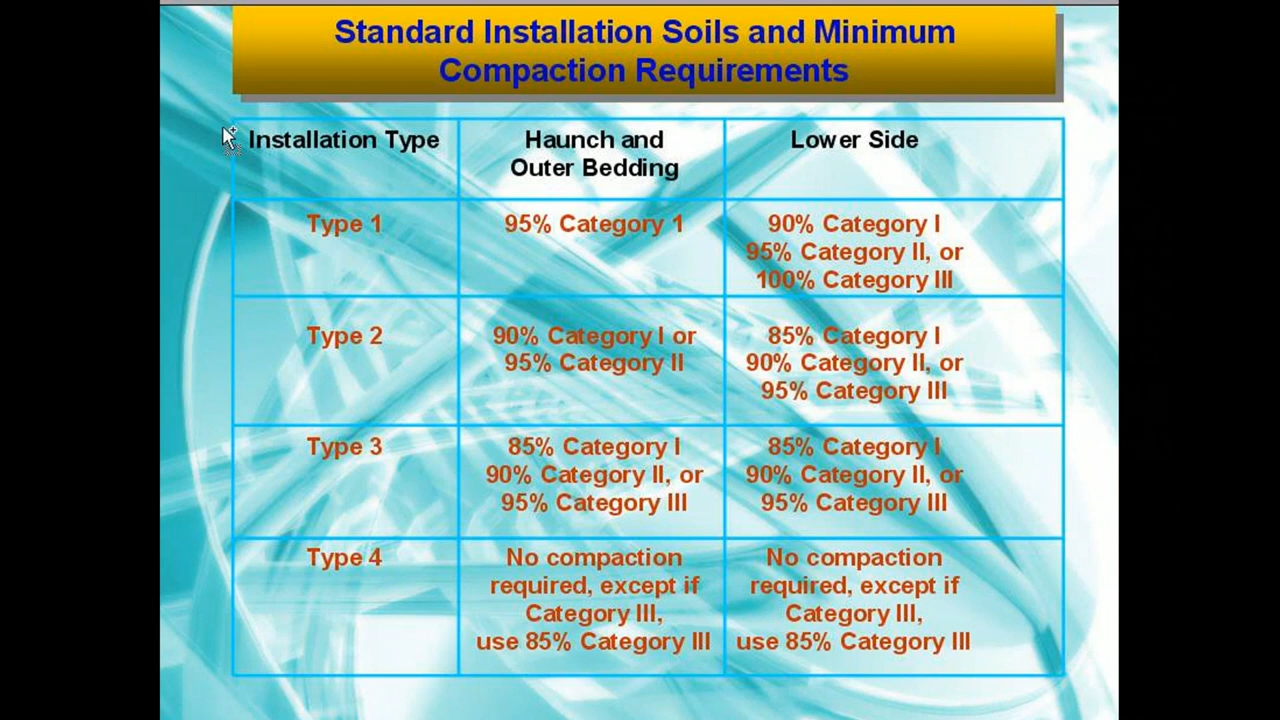 Standard Installation Soils and Minimum
Compaction Requirements
Installation Type
Haunch and
Outer Bedding
Lower Side
Type 1
95% Category 1
90% Category I
95% Category II, or
100% Category III
Type 2
90% Category I or
95% Category II
85% Category I
90% Category II, or
95% Category III
Type 3
85% Category I
90% Category II, or
95% Category III
85% Category I
90% Category II, or
95% Category III
Type 4
No compaction
required, except if
Category III,
use 85% Category III
No compaction
required, except if
Category III,
use 85% Category III